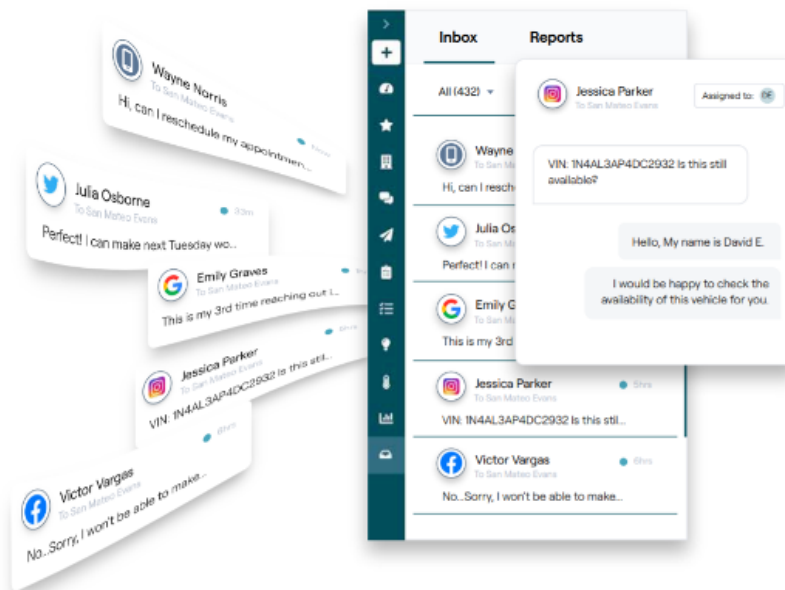 Wayne Norris
To San Mateo Evans
Hi, can I reschedule my appointmen...
Julia Osborne
To San Mateo Evans
33m
Perfect! I can make next Tuesday wo...
Emily Graves
To San Mateo Evans
This is my 3rd time reaching out i...
Jessica Parker
To San Mateo Evans
5hrs
VIN: 1N4AL3AP4DC2932 Is this stil...
Victor Vargas
To San Mateo Evans
6hrs
No..Sorry, I won't be able to make...
Inbox
Reports
All (432)
Wayne
To San M
Hi, can I resch
Julia Os
To San M
Perfect! I can
Emily G
To San M
This is my 3rd
Jessica Parker
5hrs
To San Mateo Evans
VIN: 1N4AL3AP4DC2932 Is this stil...
Victor Vargas
6hrs
To San Mateo Evans
No..Sorry, I won't be able to make...
Jessica Parker
To San Mateo Evans
Assigned to: DE
VIN: 1N4AL3AP4DC2932 Is this still
available?
Hello, My name is David E.
I would be happy to check the
availability of this vehicle for you.